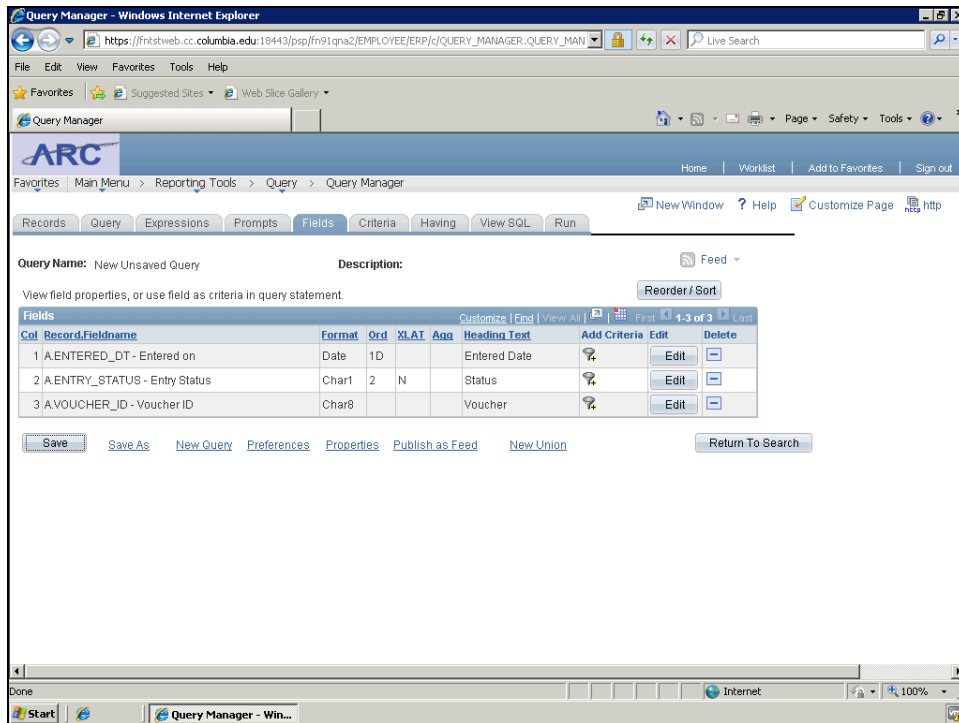 Query Manager - Windows Internet Explorer
https://fntstweb.cc.columbia.edu:18443/psp/fn91qna2/EMPLOYEE/ERP/c/QUERY_MANAGER.QUERY_MAN
Live Search
File Edit View Favorites Tools Help
Favorites Suggested Sites Web Slice Gallery
Query Manager Page Safety Tools
ARC
Home | Worklist | Add to Favorites | Sign out
Favorites Main Menu > Reporting Tools > Query > Query Manager
New Window ? Help Customize Page http
Records Query Expressions Prompts Fields Criteria Having View SQL Run
Query Name: New Unsaved Query Description: Feed
View field properties, or use field as criteria in query statement. Reorder / Sort
Fields Customize | Find | View All | First 1-3 of 3 Last
Col Record.Fieldname Format Ord XLAT Agg Heading Text Add Criteria Edit Delete
1 A.ENTERED_DT - Entered on Date 1D Entered Date Edit
2 A.ENTRY_STATUS - Entry Status Char1 2 N Status Edit
3 A.VOUCHER_ID - Voucher ID Char8 Voucher Edit
Save Save As New Query Preferences Properties Publish as Feed New Union Return To Search
Done Internet 100%
Start Query Manager - Win...